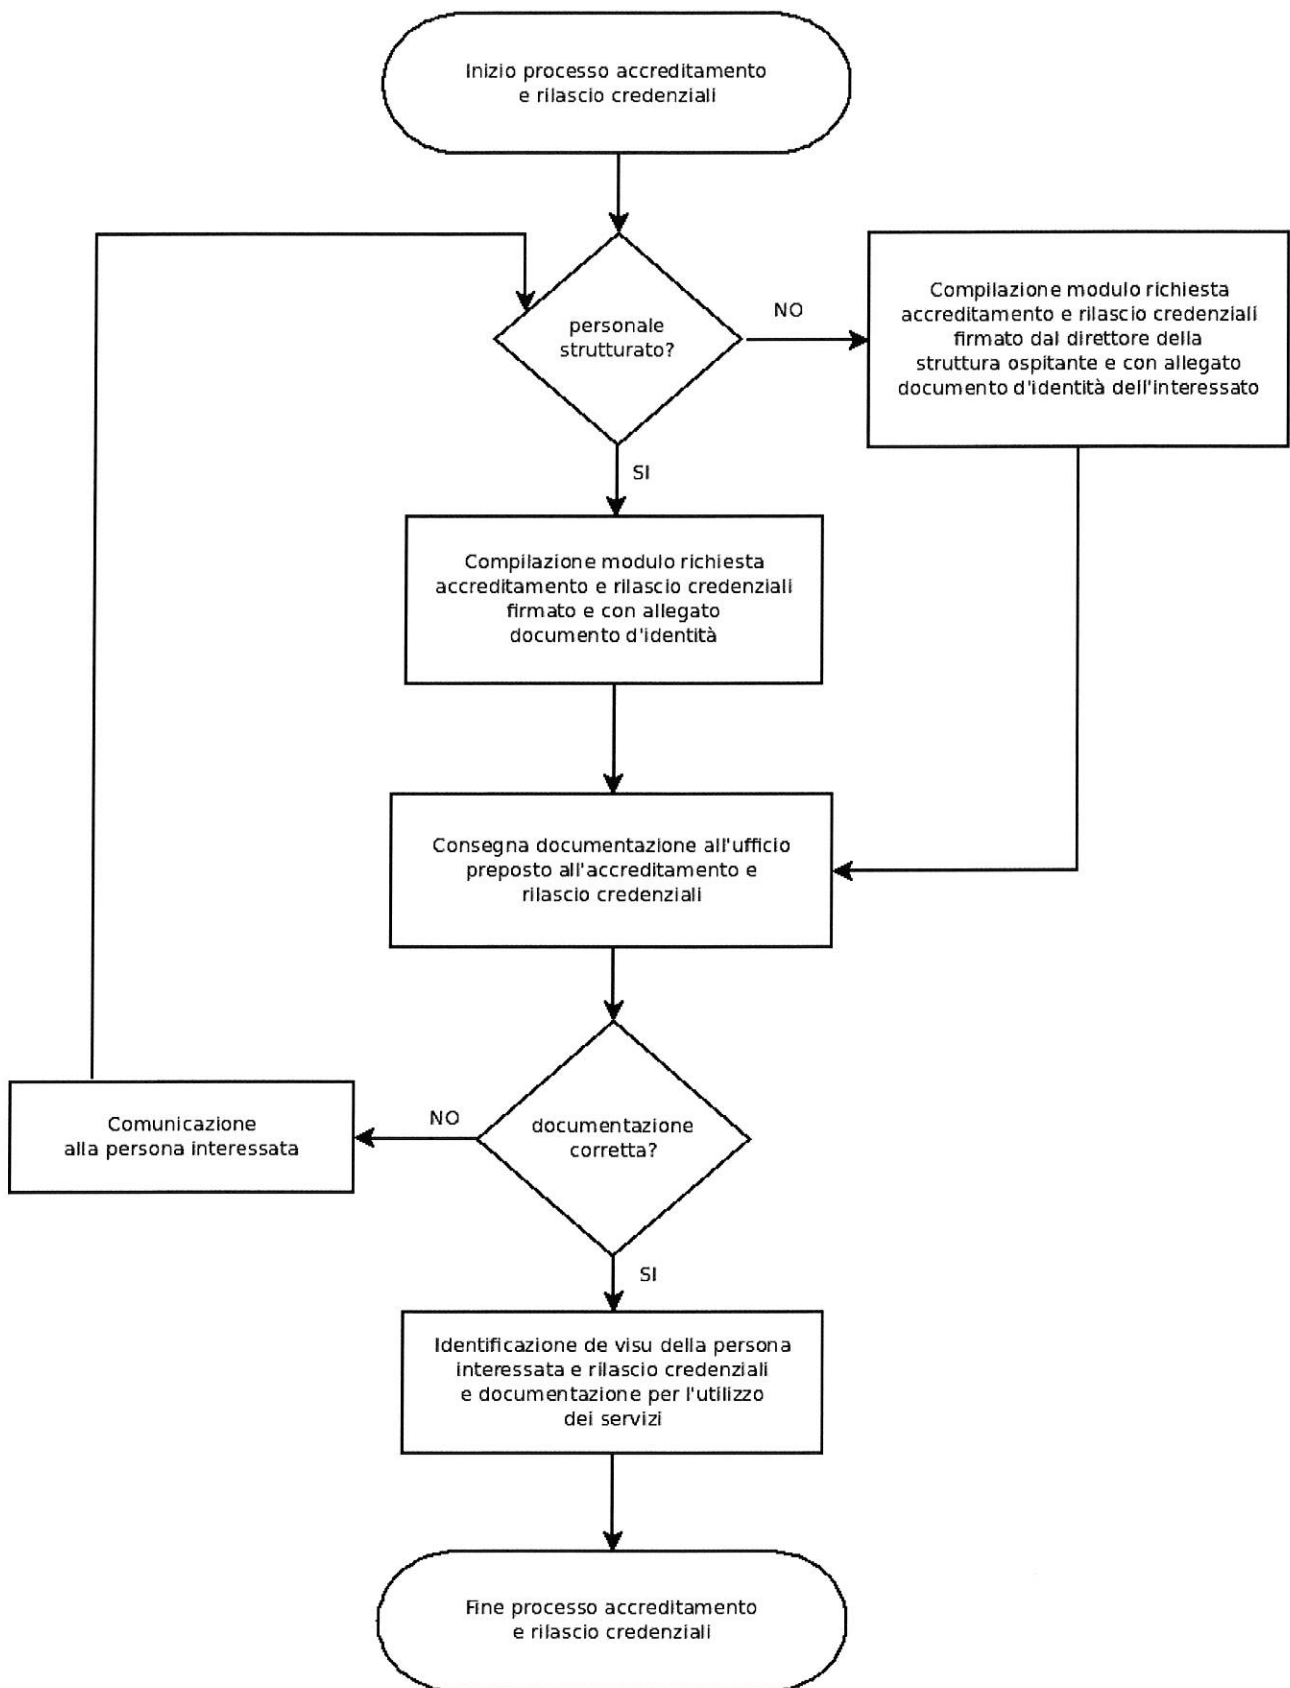 Inizio processo accreditamento
e rilascio credenziali
personale
strutturato?
NO
Compilazione modulo richiesta
accreditamento e rilascio credenziali
firmato dal direttore della
struttura ospitante e con allegato
documento d'identità dell'interessato
SI
Compilazione modulo richiesta
accreditamento e rilascio credenziali
firmato e con allegato
documento d'identità
Consegna documentazione all'ufficio
preposto all'accreditamento e
rilascio credenziali
documentazione
corretta?
NO
Comunicazione
alla persona interessata
SI
Identificazione de visu della persona
interessata e rilascio credenziali
e documentazione per l'utilizzo
dei servizi
Fine processo accreditamento
e rilascio credenziali